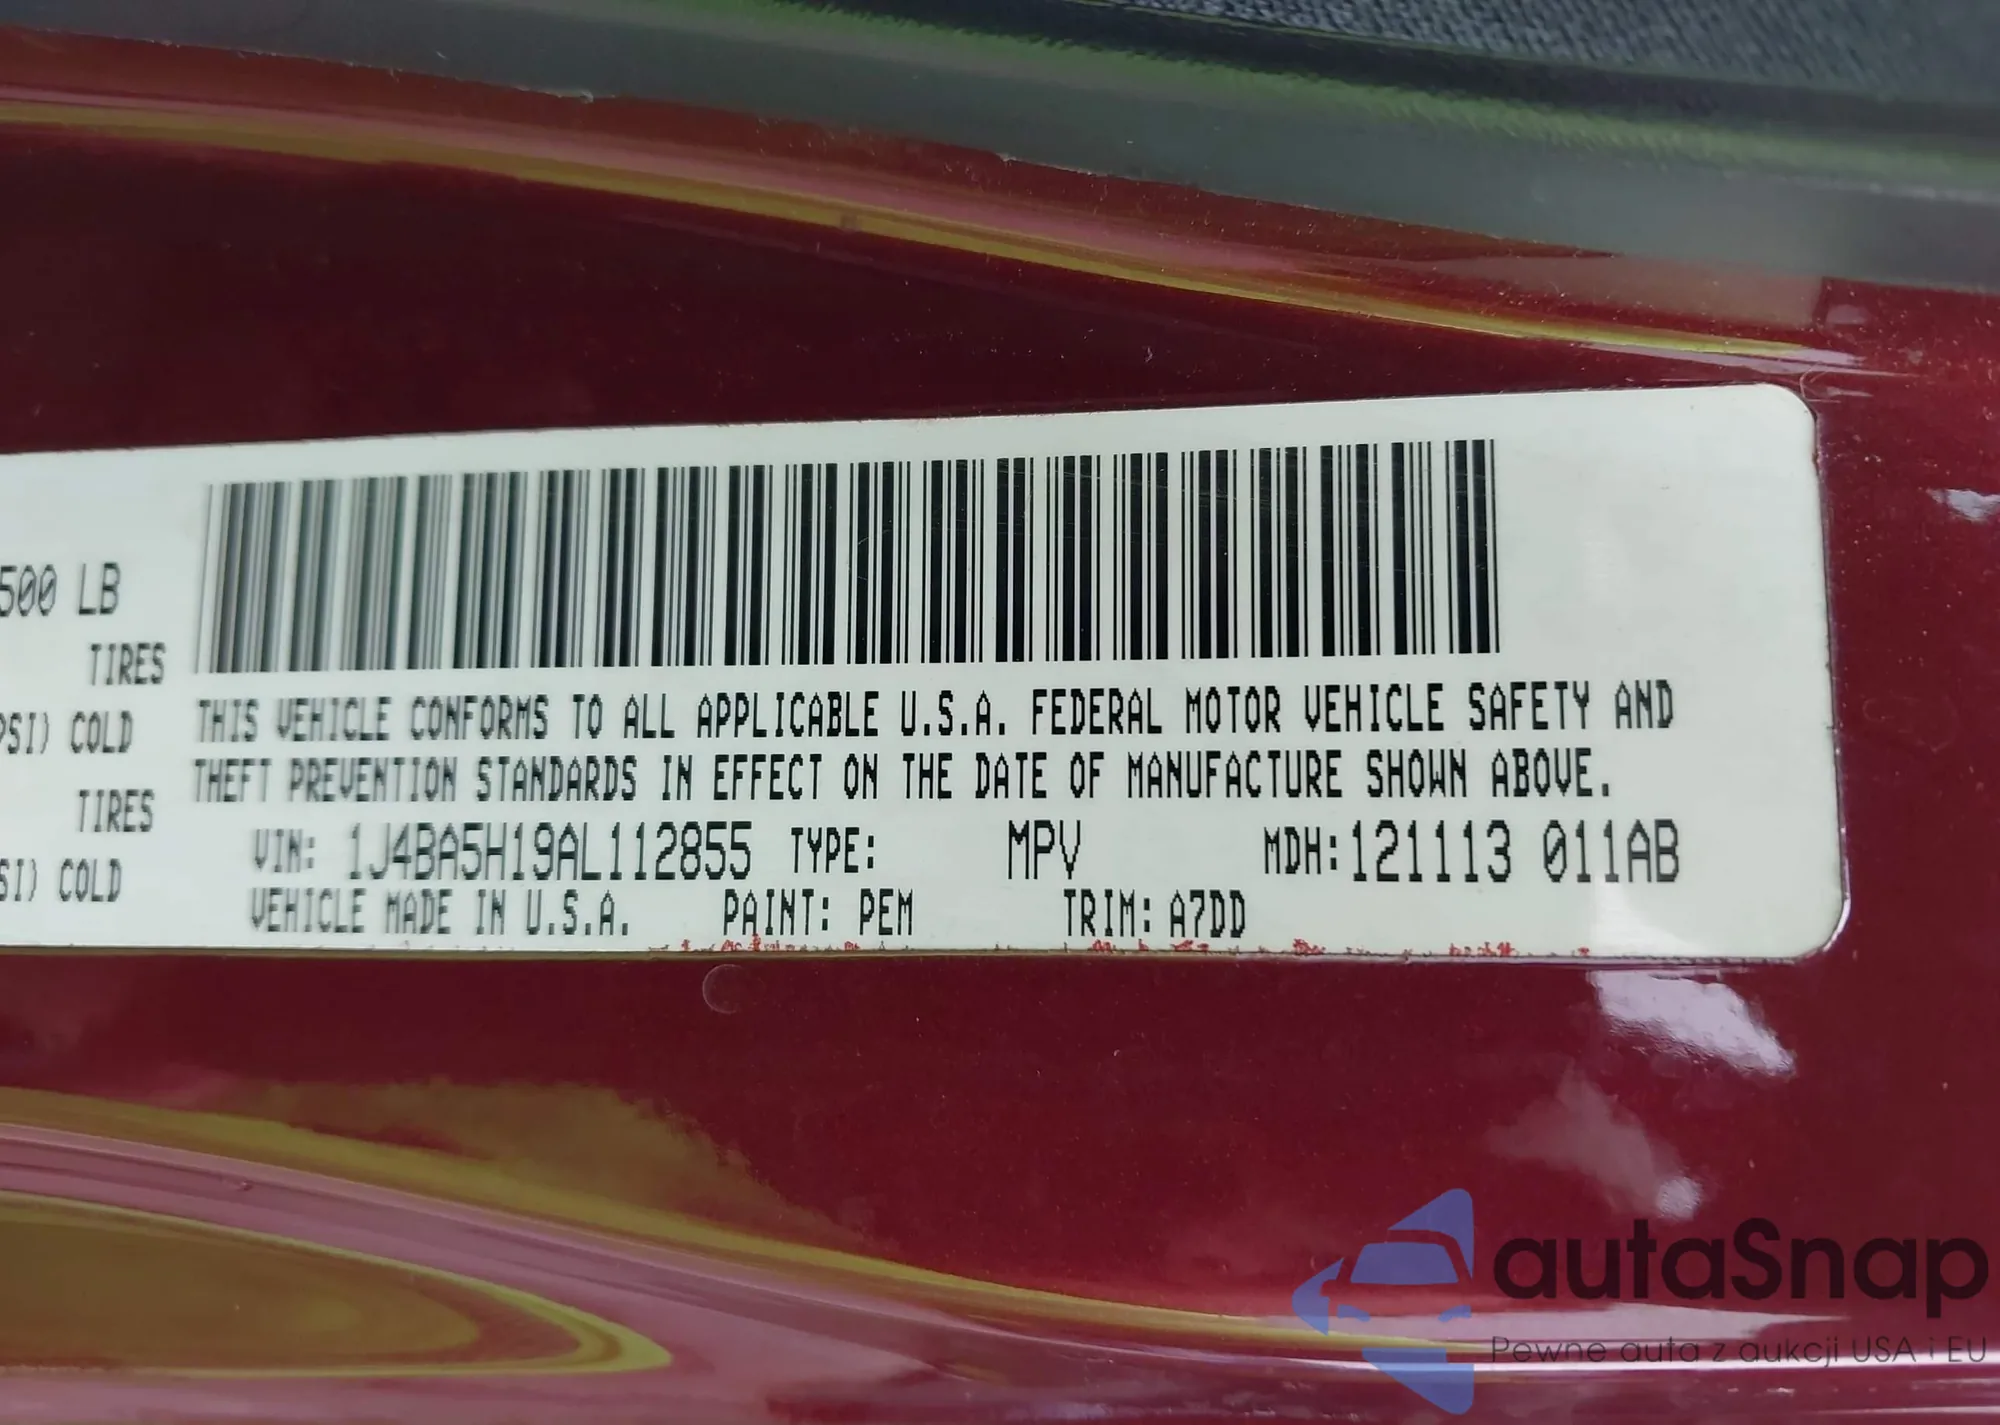 500 LB
TIRES
PSI) COLD
TIRES
SI) COLD
THIS VEHICLE CONFORMS TO ALL APPLICABLE U.S.A. FEDERAL MOTOR VEHICLE SAFETY AND
THEFT PREVENTION STANDARDS IN EFFECT ON THE DATE OF MANUFACTURE SHOWN ABOVE.
VIN: 1J4BA5H19AL112855 TYPE: MPV MDH:121113 011AB
VEHICLE MADE IN U.S.A. PAINT: PEM TRIM: A7DD
autaSnap
Pewne auta z aukcji USA i EU